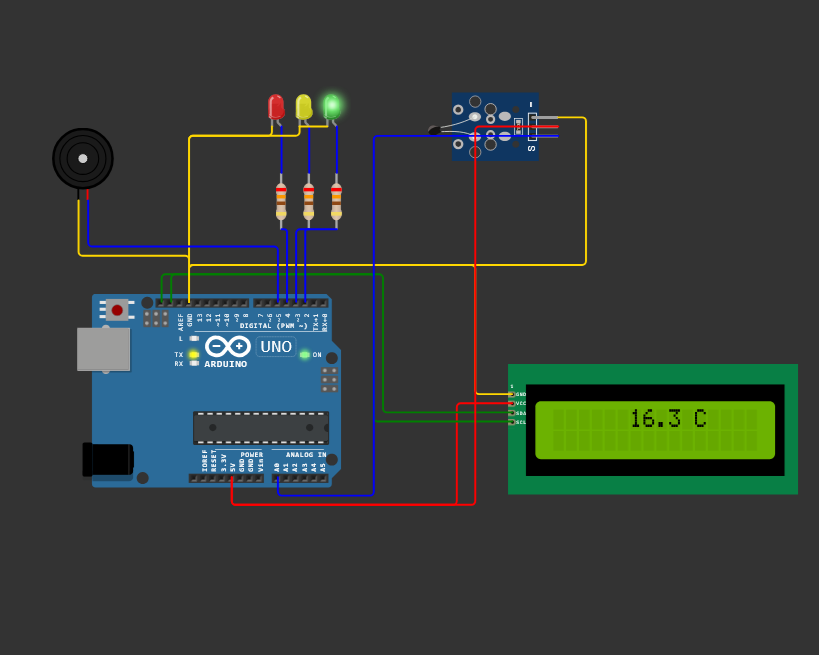 -
S
AREF
GND
13
12
~11
~10
~9
8
7
~6
~5
4
~3
2
TX→1
RX←0
DIGITAL (PWM ~)
L
TX
RX
UNO
ON
ARDUINO
1
GND
VCC
SDA
SCL
16.3 C
POWER
ANALOG IN
IOREF
RESET
3.3V
5V
GND
GND
Vin
A0
A1
A2
A3
A4
A5